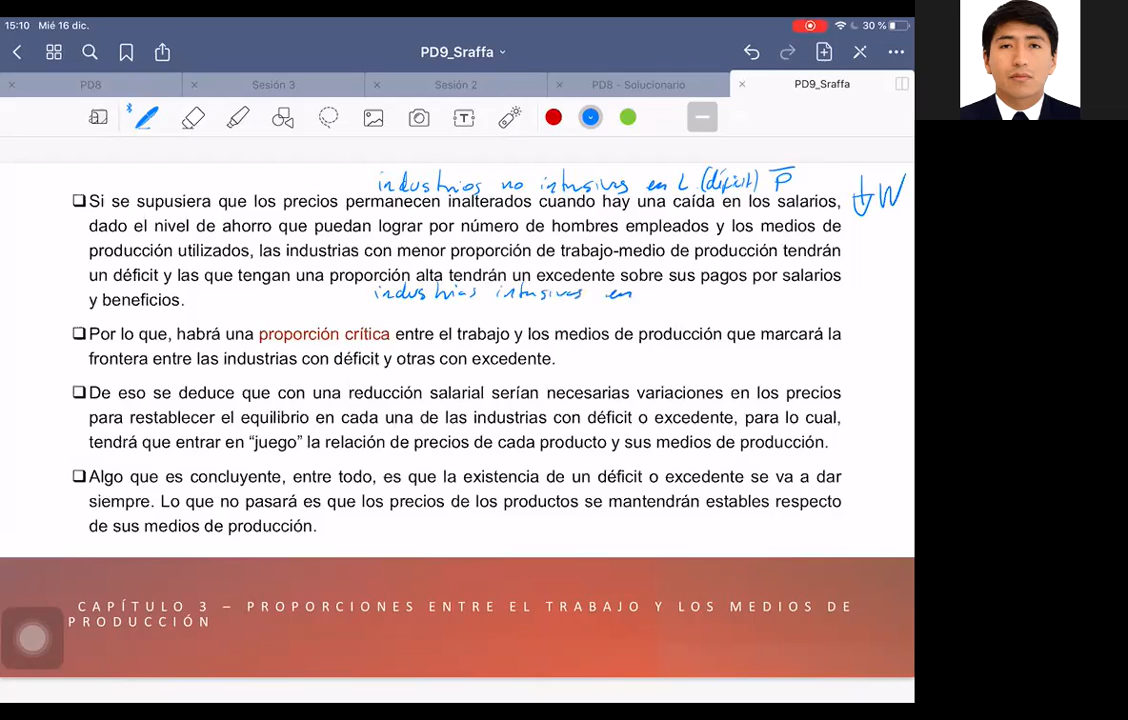 15:10 Mié 16 dic.
30 %
PD9_Sraffa
PD8
Sesión 3
Sesión 2
PD8 - Solucionario
PD9_Sraffa
industrias no intensivas en L (déficit) P̅
↓W
❑Si se supusiera que los precios permanecen inalterados cuando hay una caída en los salarios,
dado el nivel de ahorro que puedan lograr por número de hombres empleados y los medios de
producción utilizados, las industrias con menor proporción de trabajo-medio de producción tendrán
un déficit y las que tengan una proporción alta tendrán un excedente sobre sus pagos por salarios
y beneficios.
industrias intensivas en
❑Por lo que, habrá una proporción crítica entre el trabajo y los medios de producción que marcará la
frontera entre las industrias con déficit y otras con excedente.
❑De eso se deduce que con una reducción salarial serían necesarias variaciones en los precios
para restablecer el equilibrio en cada una de las industrias con déficit o excedente, para lo cual,
tendrá que entrar en “juego” la relación de precios de cada producto y sus medios de producción.
❑Algo que es concluyente, entre todo, es que la existencia de un déficit o excedente se va a dar
siempre. Lo que no pasará es que los precios de los productos se mantendrán estables respecto
de sus medios de producción.
CAPÍTULO 3 – PROPORCIONES ENTRE EL TRABAJO Y LOS MEDIOS DE
PRODUCCIÓN